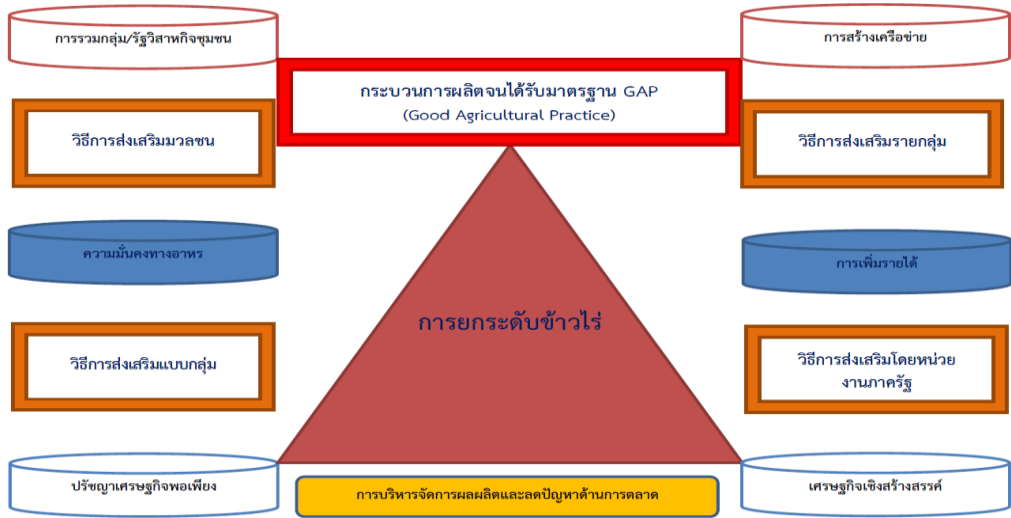 การรวมกลุ่ม/รัฐวิสาหกิจชุมชน
การสร้างเครือข่าย
กระบวนการผลิตจนได้รับมาตรฐาน GAP
(Good Agricultural Practice)
วิธีการส่งเสริมมวลชน
วิธีการส่งเสริมรายกลุ่ม
ความมั่นคงทางอาหร
การเพิ่มรายได้
การยกระดับข้าวไร่
วิธีการส่งเสริมแบบกลุ่ม
วิธีการส่งเสริมโดยหน่วย
งานภาครัฐ
ปรัชญาเศรษฐกิจพอเพียง
การบริหารจัดการผลผลิตและลดปัญหาด้านการตลาด
เศรษฐกิจเชิงสร้างสรรค์